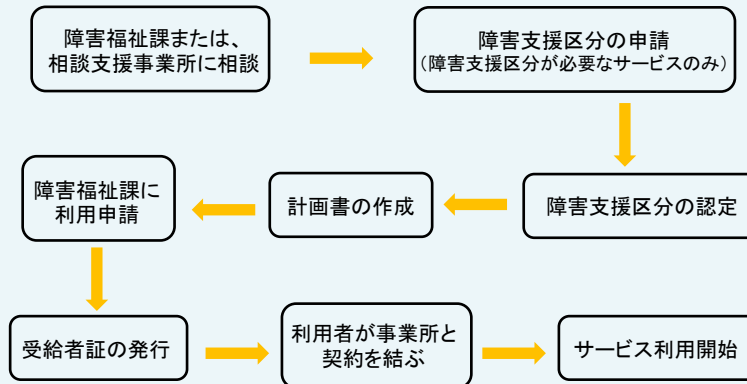 障害福祉課または、
相談支援事業所に相談
障害支援区分の申請
（障害支援区分が必要なサービスのみ）
障害支援区分の認定
計画書の作成
障害福祉課に
利用申請
受給者証の発行
利用者が事業所と
契約を結ぶ
サービス利用開始